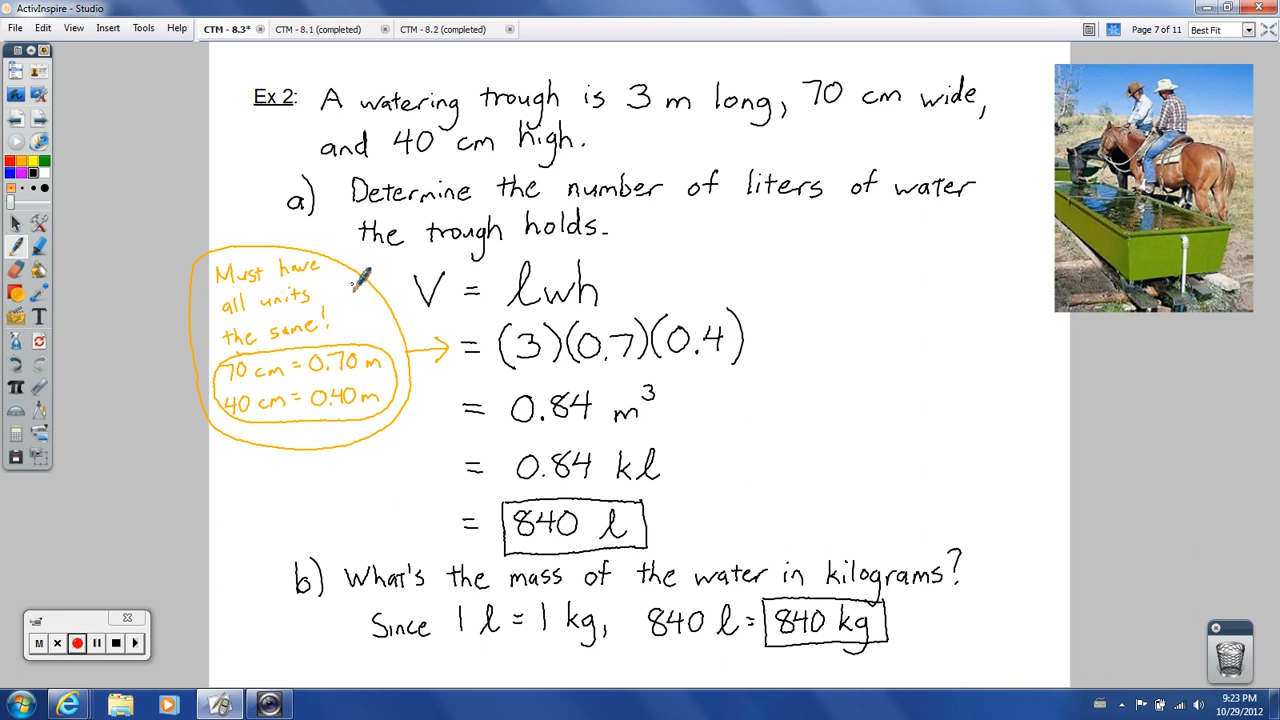 ActivInspire - Studio
File Edit View Insert Tools Help
CTM - 8.3*
CTM - 8.1 (completed)
CTM - 8.2 (completed)
Page 7 of 11
Best Fit
Ex 2: A watering trough is 3 m long, 70 cm wide,
and 40 cm high.
a) Determine the number of liters of water
the trough holds.
Must have
all units
the same!
70 cm = 0.70 m
40 cm = 0.40 m
V = lwh
= (3)(0.7)(0.4)
= 0.84 m³
= 0.84 kl
= 840 l
b) What's the mass of the water in kilograms?
Since 1 l = 1 kg, 840 l = 840 kg
M
9:23 PM
10/29/2012